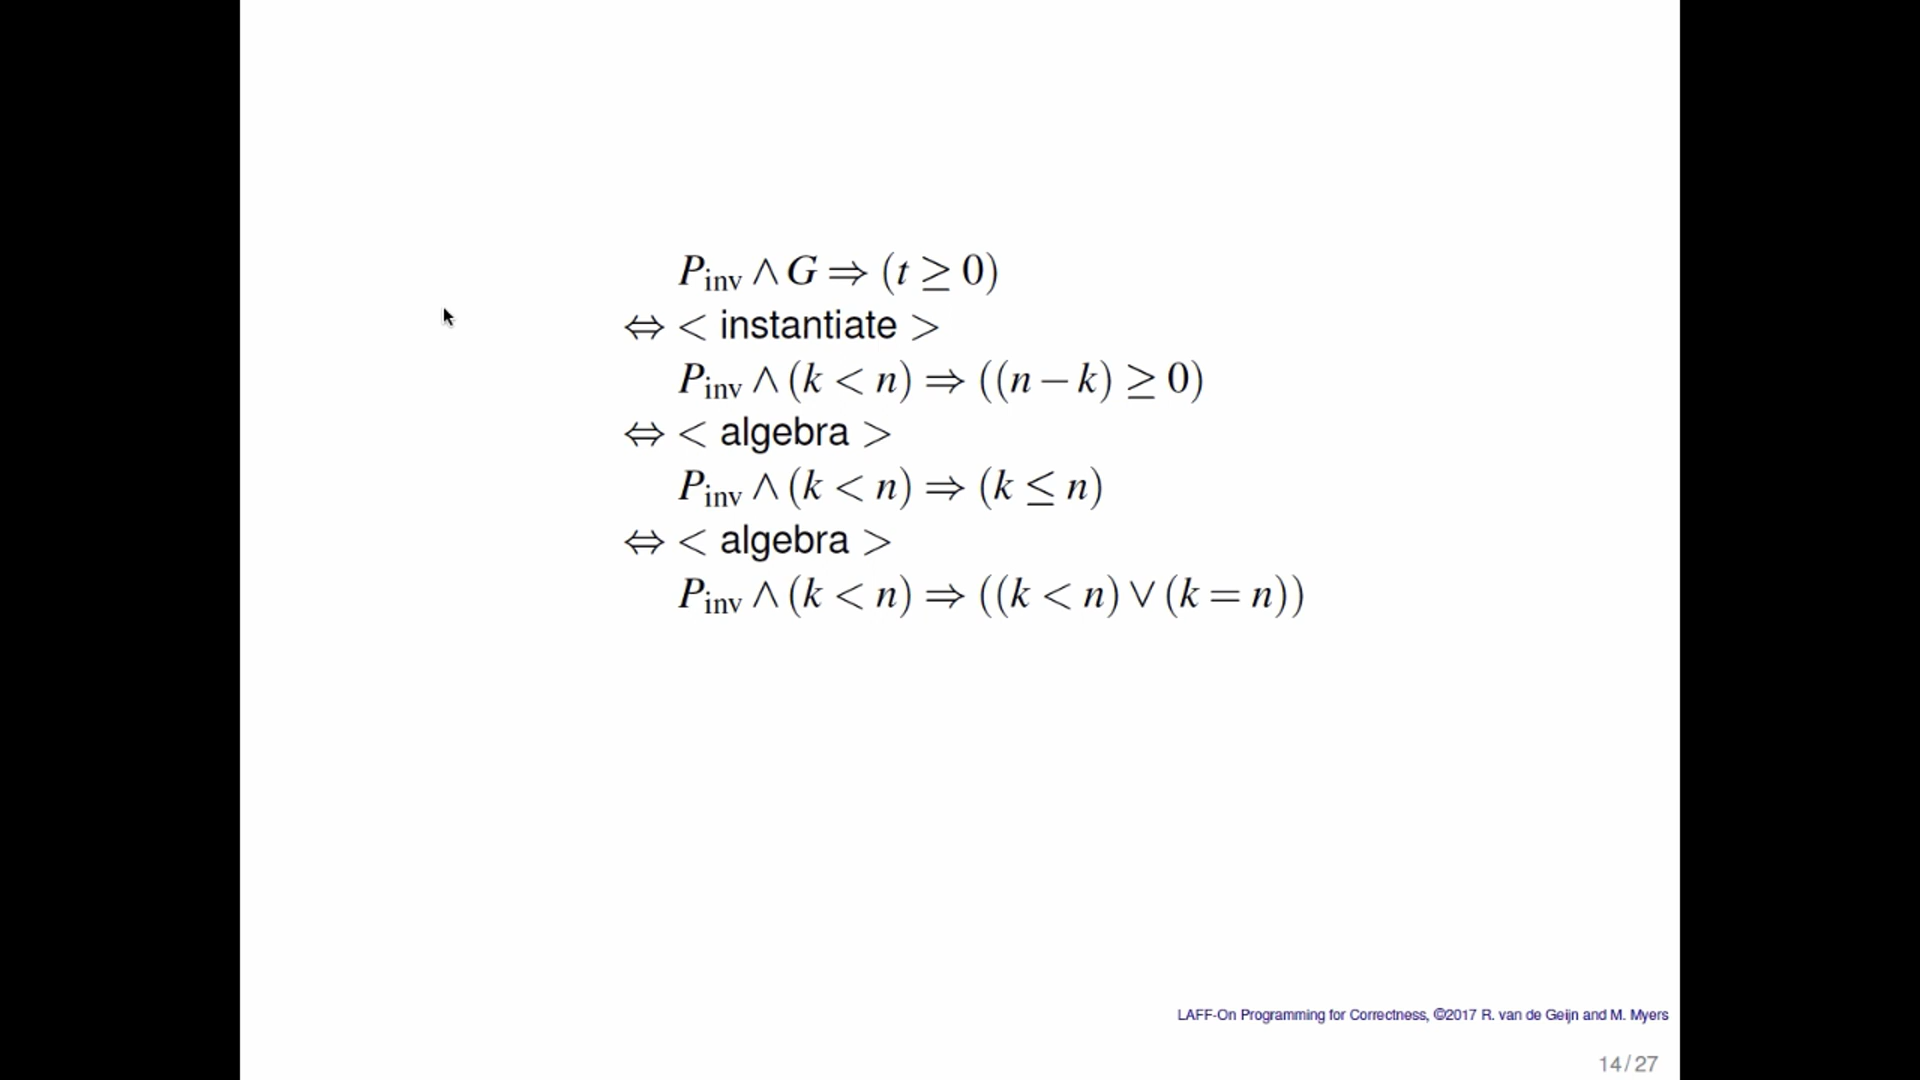 P_inv ∧ G ⇒ (t ≥ 0)
⇔ < instantiate >
P_inv ∧ (k < n) ⇒ ((n − k) ≥ 0)
⇔ < algebra >
P_inv ∧ (k < n) ⇒ (k ≤ n)
⇔ < algebra >
P_inv ∧ (k < n) ⇒ ((k < n) ∨ (k = n))
LAFF-On Programming for Correctness, ©2017 R. van de Geijn and M. Myers
14/27